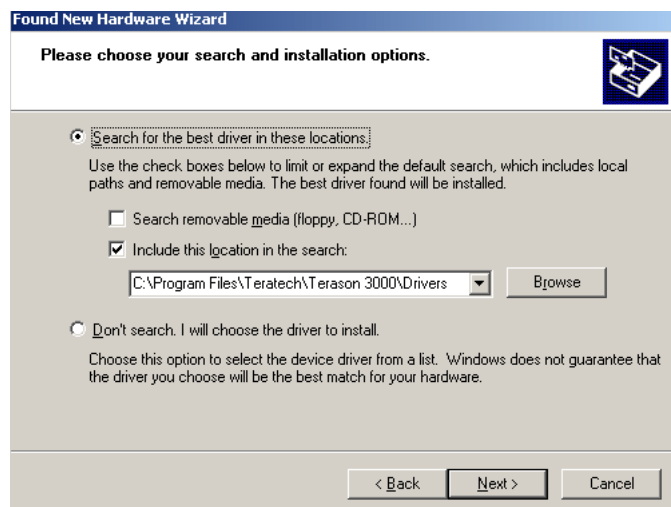 Found New Hardware Wizard
Please choose your search and installation options.
Search for the best driver in these locations.
Use the check boxes below to limit or expand the default search, which includes local
paths and removable media. The best driver found will be installed.
Search removable media (floppy, CD-ROM...)
Include this location in the search:
C:\Program Files\Teratech\Terason 3000\Drivers
Browse
Don't search. I will choose the driver to install.
Choose this option to select the device driver from a list. Windows does not guarantee that
the driver you choose will be the best match for your hardware.
< Back
Next >
Cancel